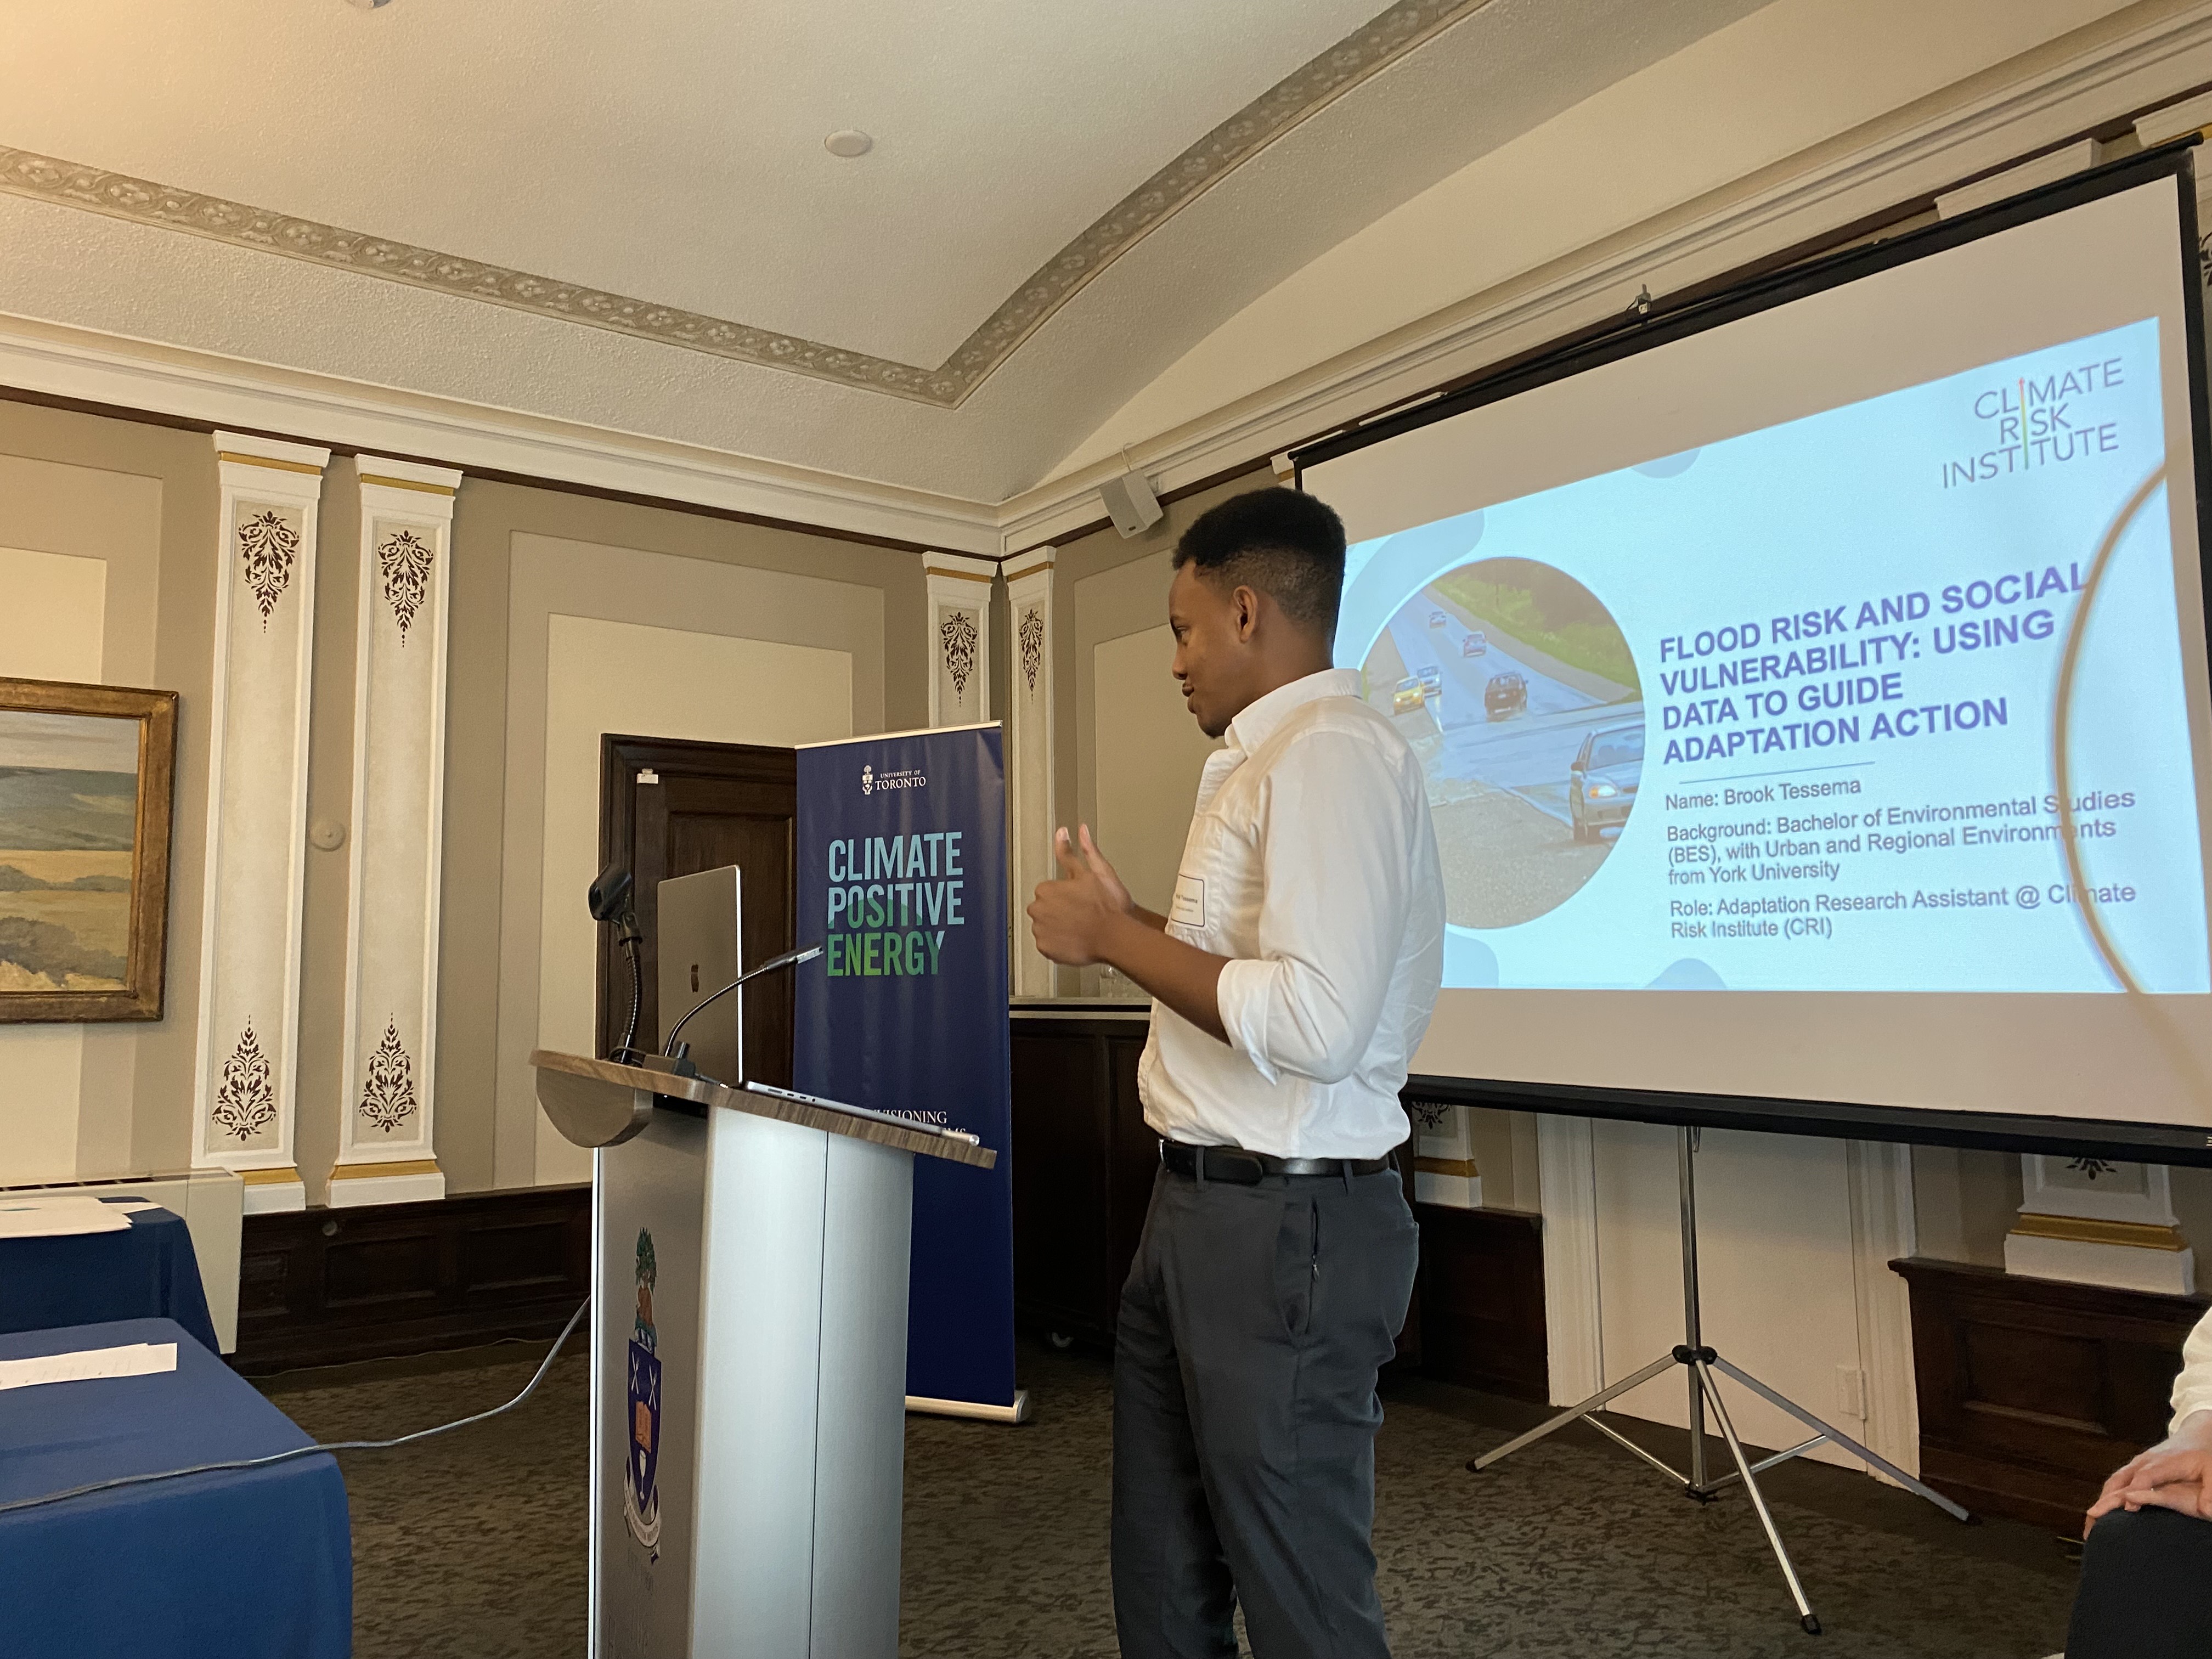 UNIVERSITY OF
TORONTO
CLIMATE
POSITIVE
ENERGY
VISIONING
CLIMATE
RISK
INSTITUTE
FLOOD RISK AND SOCIAL
VULNERABILITY: USING
DATA TO GUIDE
ADAPTATION ACTION
Name: Brook Tessema
Background: Bachelor of Environmental Studies
(BES), with Urban and Regional Environments
from York University
Role: Adaptation Research Assistant @ Climate
Risk Institute (CRI)
Tessema